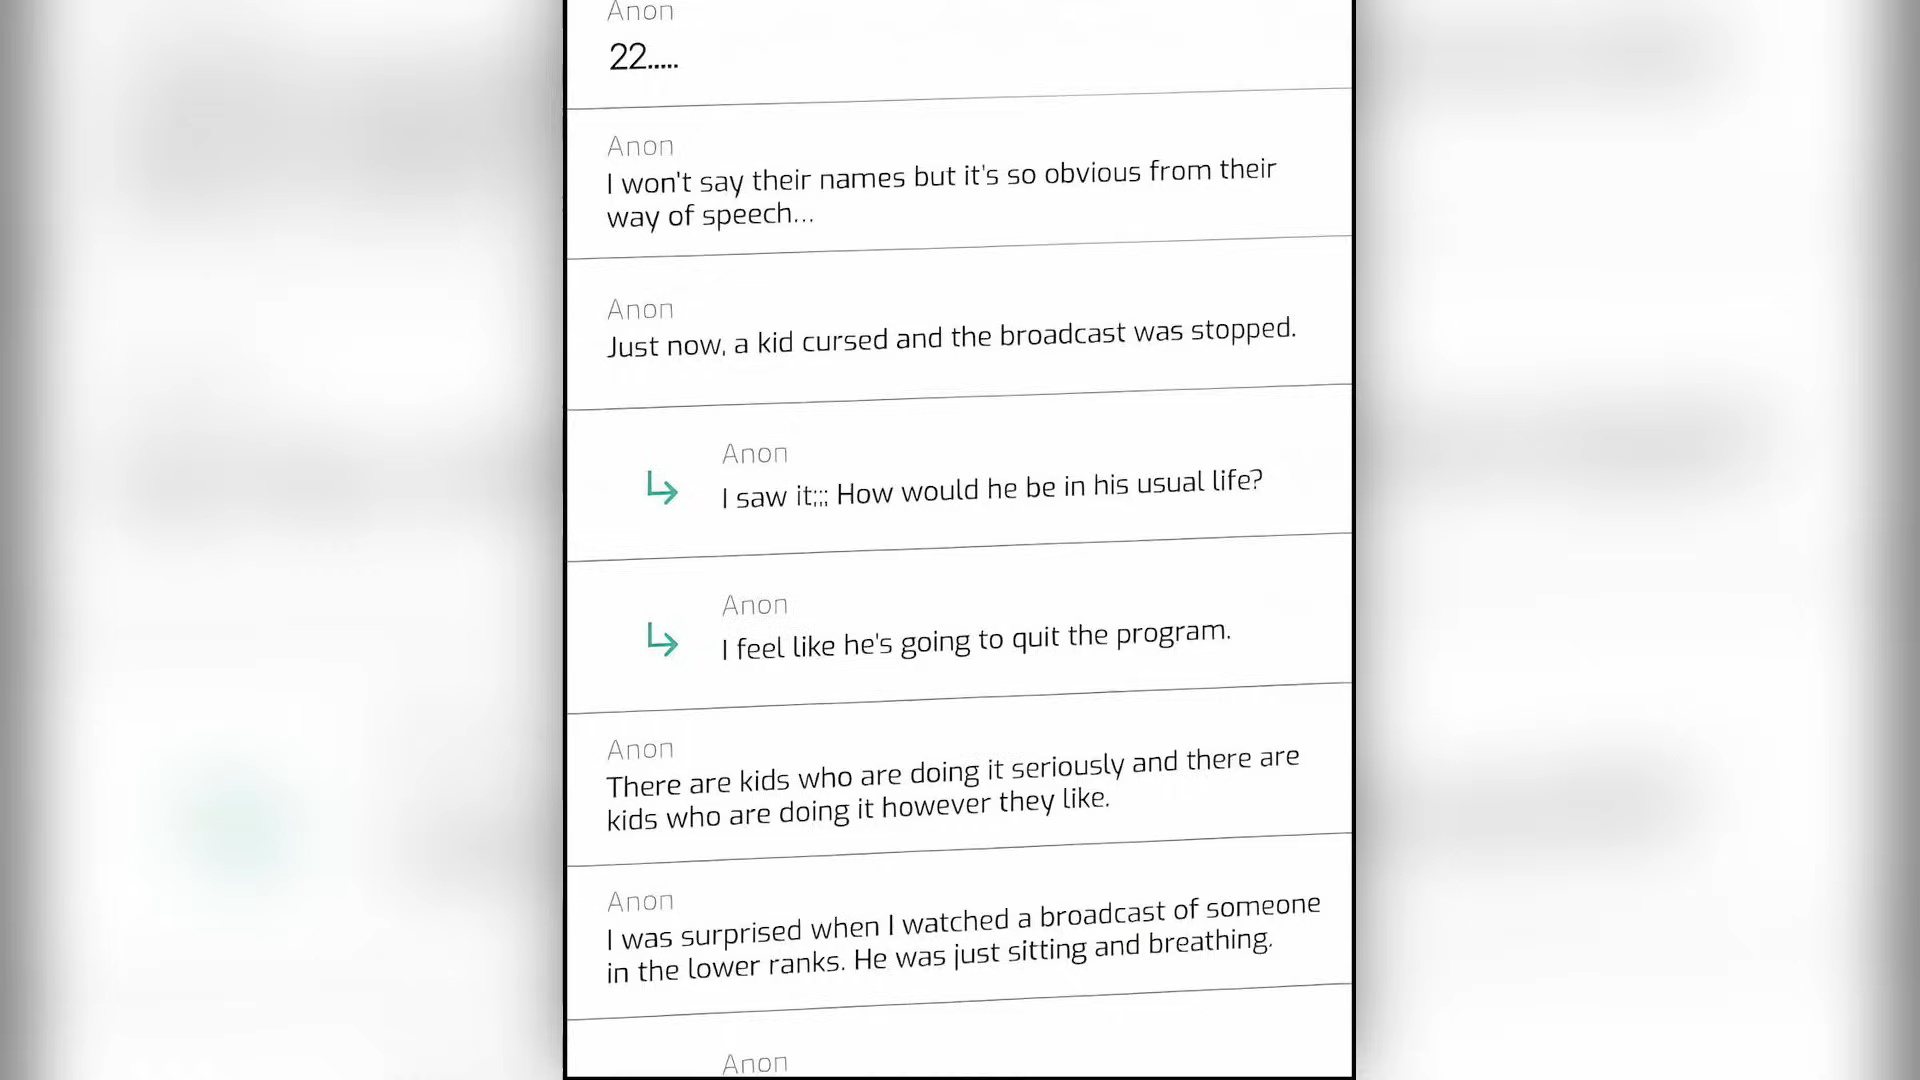 Anon
22.....
Anon
I won't say their names but it's so obvious from their
way of speech...
Anon
Just now, a kid cursed and the broadcast was stopped.
Anon
I saw it;;; How would he be in his usual life?
Anon
I feel like he's going to quit the program.
Anon
There are kids who are doing it seriously and there are
kids who are doing it however they like.
Anon
I was surprised when I watched a broadcast of someone
in the lower ranks. He was just sitting and breathing.
Anon